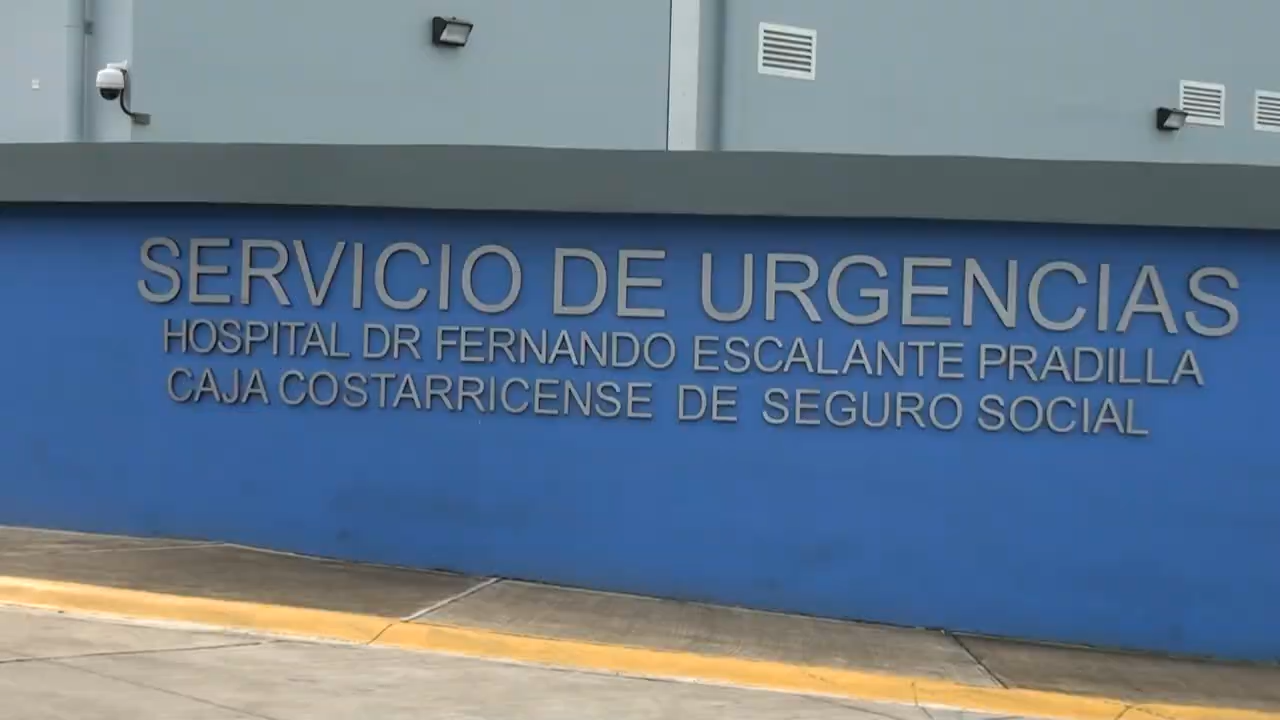 SERVICIO DE URGENCIAS
HOSPITAL DR FERNANDO ESCALANTE PRADILLA
CAJA COSTARRICENSE DE SEGURO SOCIAL